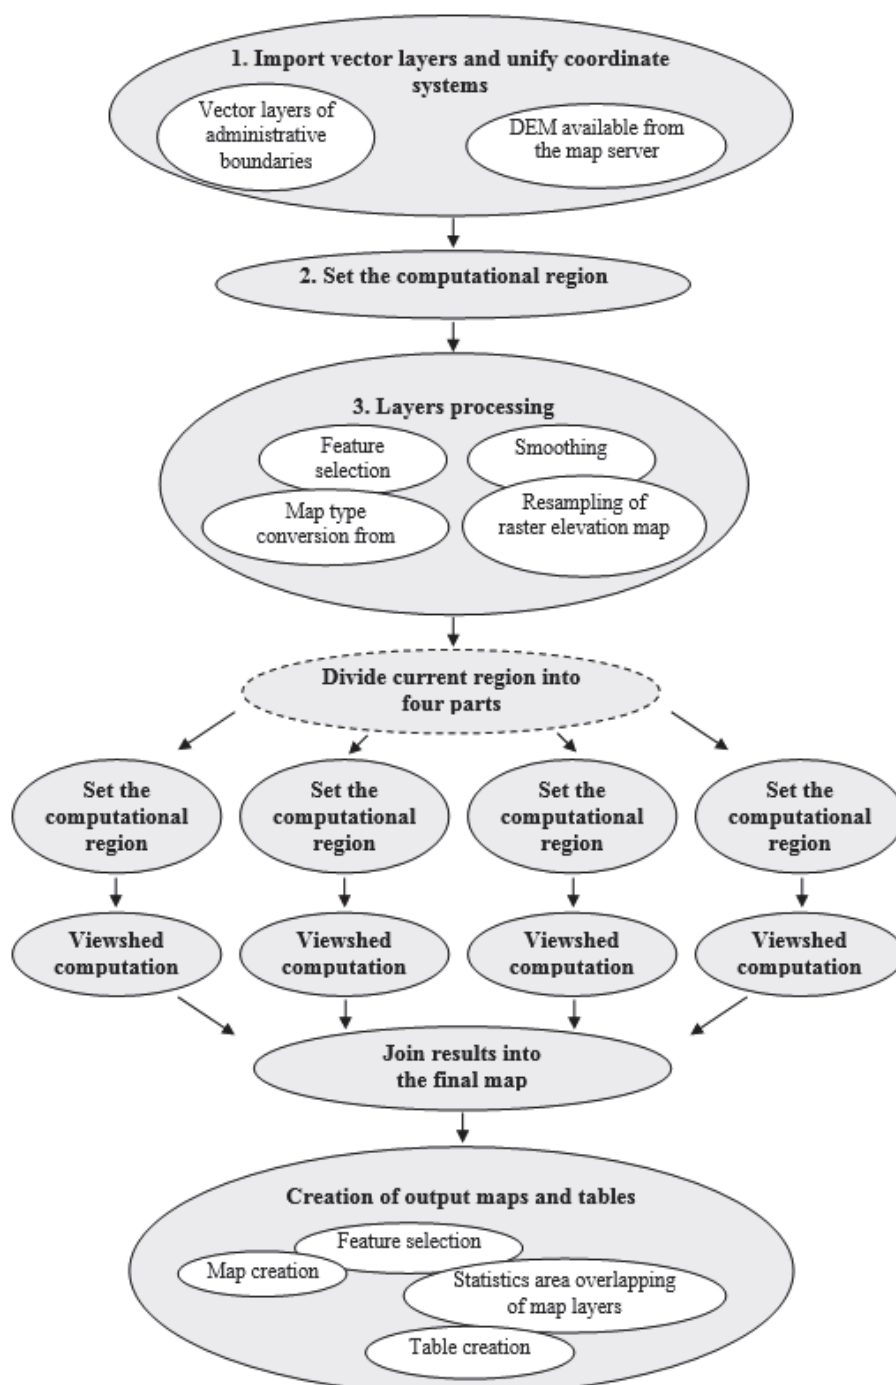 1. Import vector layers and unify coordinate
systems
Vector layers of
administrative
boundaries
DEM available from
the map server
2. Set the computational region
3. Layers processing
Feature
selection
Smoothing
Map type
conversion from
Resampling of
raster elevation map
Divide current region into
four parts
Set the
computational
region
Set the
computational
region
Set the
computational
region
Set the
computational
region
Viewshed
computation
Viewshed
computation
Viewshed
computation
Viewshed
computation
Join results into
the final map
Creation of output maps and tables
Feature selection
Map creation
Statistics area overlapping
of map layers
Table creation